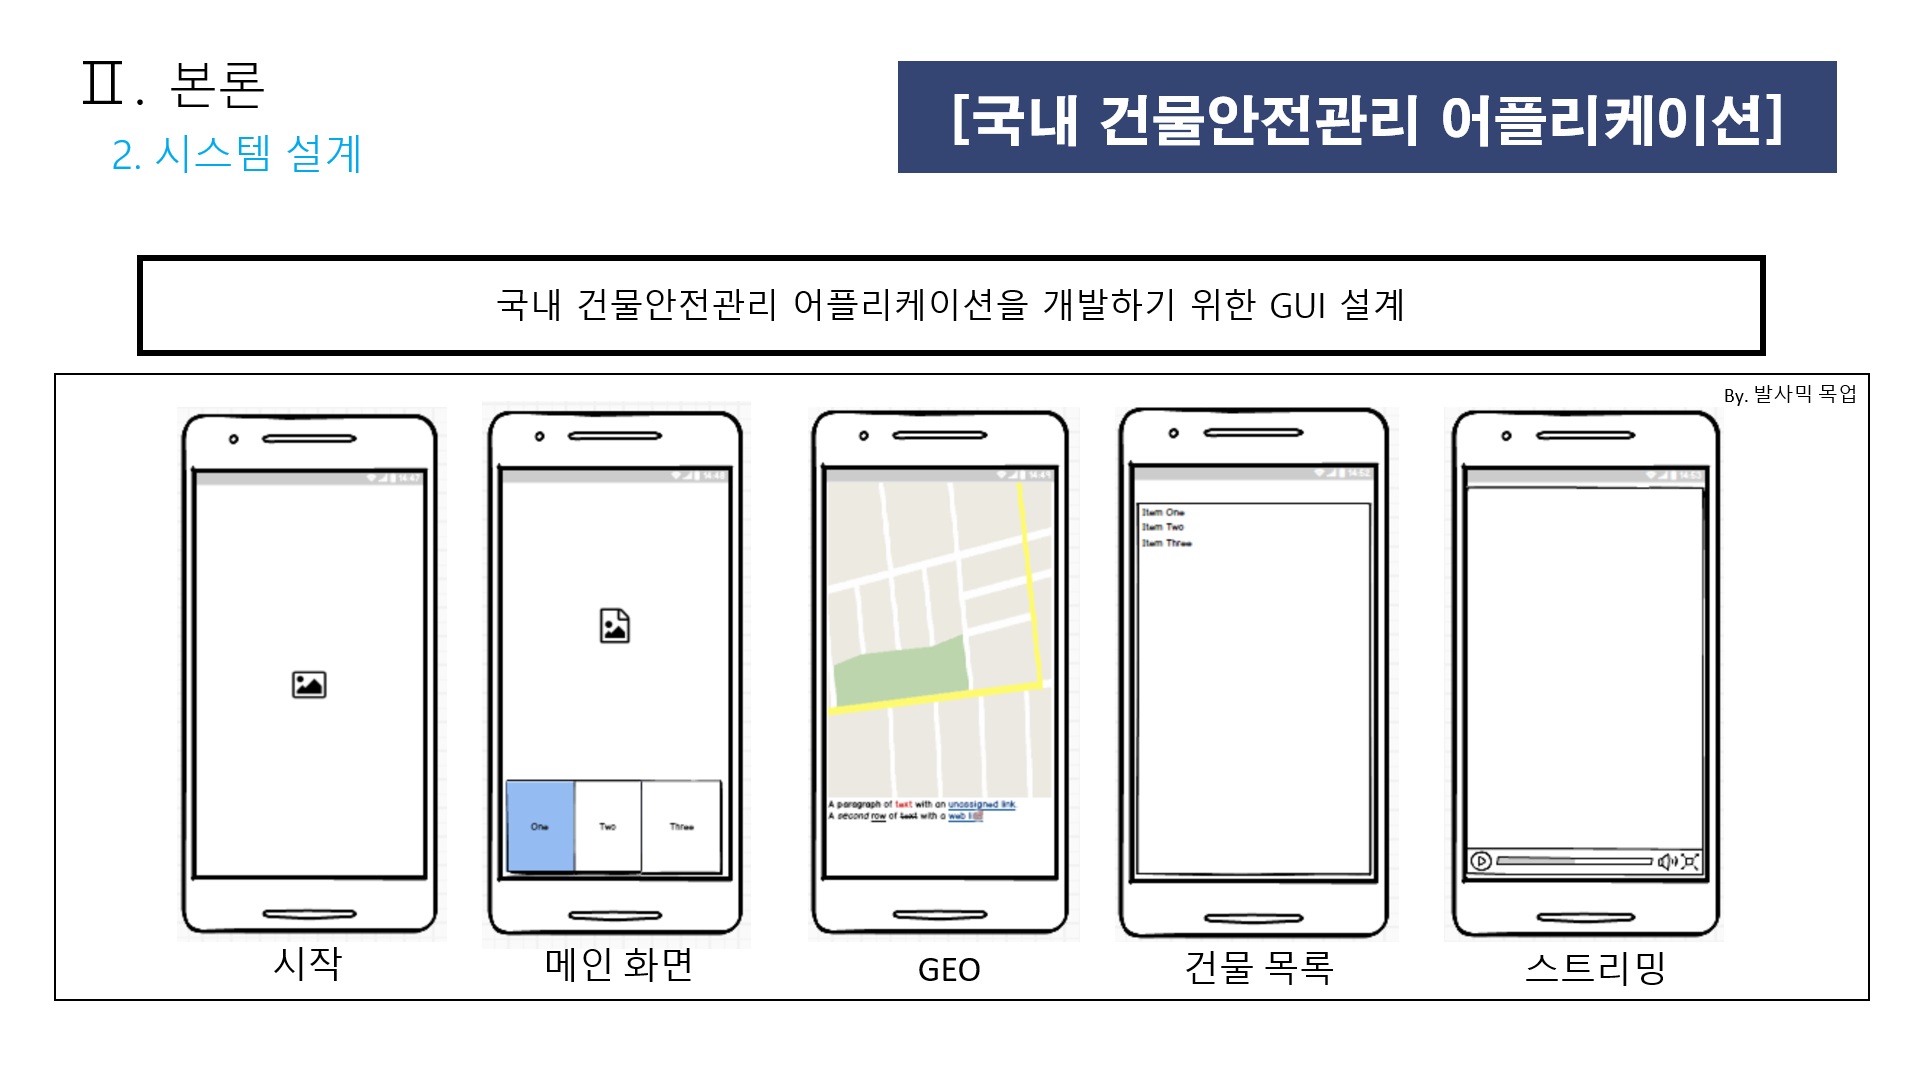 Ⅱ. 본론
2. 시스템 설계
[국내 건물안전관리 어플리케이션]
국내 건물안전관리 어플리케이션을 개발하기 위한 GUI 설계
By. 발사믹 목업
14:47
One
Two
Three
A paragraph of text with an unassigned link.
A second row of text with a web link
Item One
Item Two
Item Three
시작
메인 화면
GEO
건물 목록
스트리밍